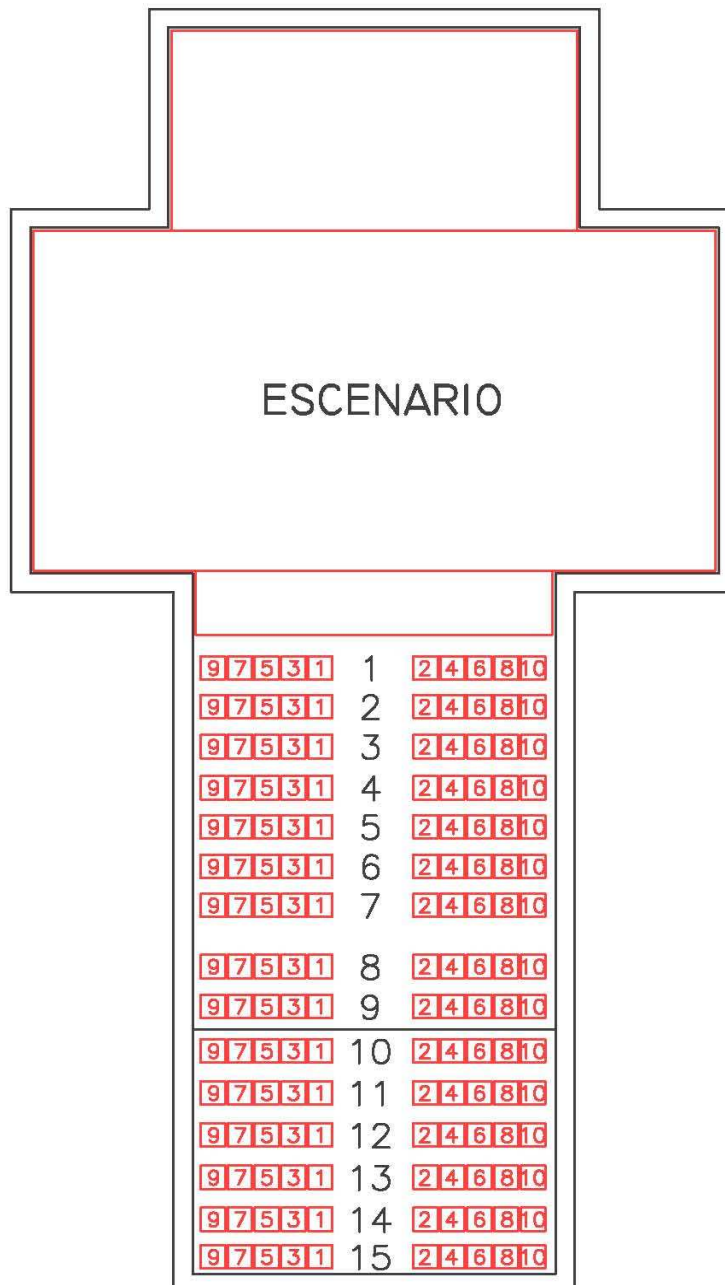 ESCENARIO
9 7 5 3 1 1 2 4 6 8 10
9 7 5 3 1 2 2 4 6 8 10
9 7 5 3 1 3 2 4 6 8 10
9 7 5 3 1 4 2 4 6 8 10
9 7 5 3 1 5 2 4 6 8 10
9 7 5 3 1 6 2 4 6 8 10
9 7 5 3 1 7 2 4 6 8 10
9 7 5 3 1 8 2 4 6 8 10
9 7 5 3 1 9 2 4 6 8 10
9 7 5 3 1 10 2 4 6 8 10
9 7 5 3 1 11 2 4 6 8 10
9 7 5 3 1 12 2 4 6 8 10
9 7 5 3 1 13 2 4 6 8 10
9 7 5 3 1 14 2 4 6 8 10
9 7 5 3 1 15 2 4 6 8 10